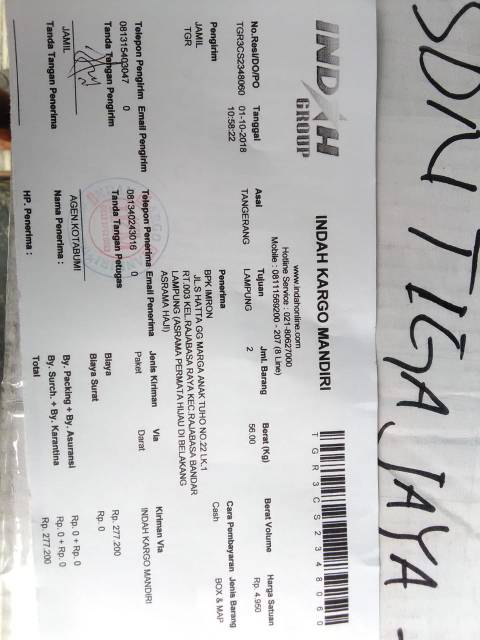 SDN TIGA JAYA -
INDAH
GROUP
INDAH KARGO MANDIRI
www.indahonline.com
Hotline Service : 021-80627000
Mobile : 08111569200 - 207 (8 Line)
TGR3CS2348060
No.Resi/DO/PO Tanggal Asal Tujuan Jml. Barang Berat (Kg) Berat Volume Harga Satuan
TGR3CS2348060 01-10-2018 TANGERANG LAMPUNG 2 56.00 Rp. 4.950
10:58:22
Pengirim Penerima Cara Pembayaran Jenis Barang
JAMIL BPK IMRON Cash BOX & MAP
TGR JL.S HATTA GG MARGA ANAK TUHO NO.22 LK.1
RT.003 KEL.RAJABASA RAYA KEC.RAJABASA BANDAR
LAMPUNG (ASRAMA PERMATA HIJAU DI BELAKANG
ASRAMA HAJI)
Telepon Pengirim Email Pengirim Telepon Penerima Email Penerima Jenis Kiriman Via Kiriman Via
081315403047 0 081340243016 0 Paket Darat INDAH KARGO MANDIRI
Tanda Tangan Pengirim Tanda Tangan Petugas Biaya Rp. 277.200
Biaya Surat Rp. 0
JAMIL AGEN.KOTABUMI By. Packing + By. Asuransi Rp. 0 + Rp. 0
Tanda Tangan Penerima Nama Penerima : By. Surch. + By. Karantina Rp. 0 + Rp. 0
HP. Penerima : Total Rp. 277.200